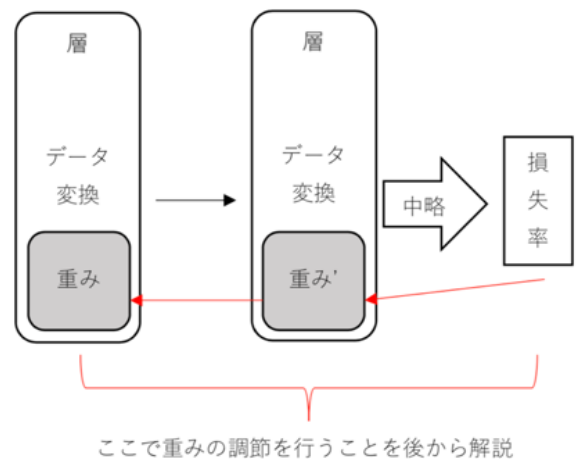 層
データ
変換
重み
層
データ
変換
重み'
中略
損
失
率
ここで重みの調節を行うことを後から解説